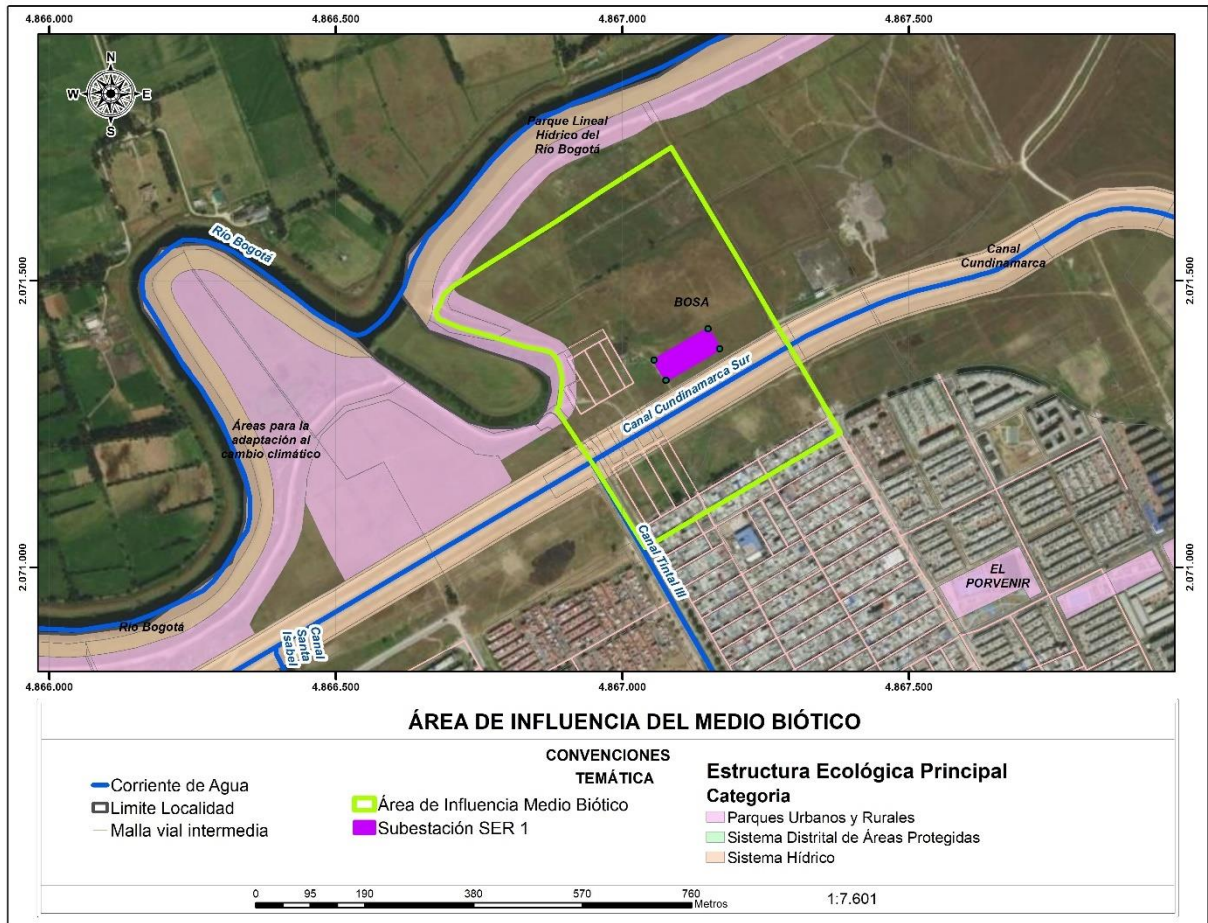 4.866.000
4.866.500
4.867.000
4.867.500
N
W
E
S
Parque Lineal
Hídrico del
Río Bogotá
Río Bogotá
2.071.500
2.071.500
Canal
Cundinamarca
BOSA
Canal Cundinamarca Sur
Áreas para la
adaptación al
cambio climático
Canal Tintal III
2.071.000
2.071.000
EL
PORVENIR
Río Bogotá
Canal
Santa
Isabel
4.866.000
4.866.500
4.867.000
4.867.500
ÁREA DE INFLUENCIA DEL MEDIO BIÓTICO
CONVENCIONES
TEMÁTICA
Corriente de Agua
Limite Localidad
Malla vial intermedia
Área de Influencia Medio Biótico
Subestación SER 1
Estructura Ecológica Principal
Categoria
Parques Urbanos y Rurales
Sistema Distrital de Áreas Protegidas
Sistema Hídrico
0
95
190
380
570
760
Metros
1:7.601